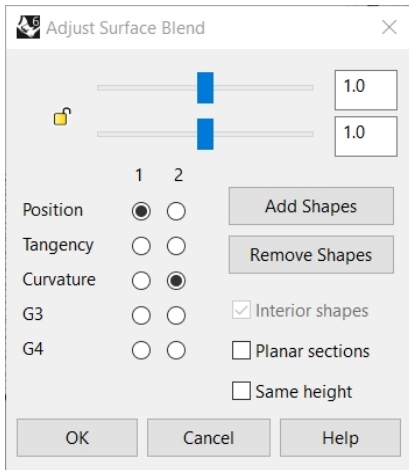 Adjust Surface Blend
1.0
1.0
1 2
Position
Tangency
Curvature
G3
G4
Add Shapes
Remove Shapes
Interior shapes
Planar sections
Same height
OK Cancel Help